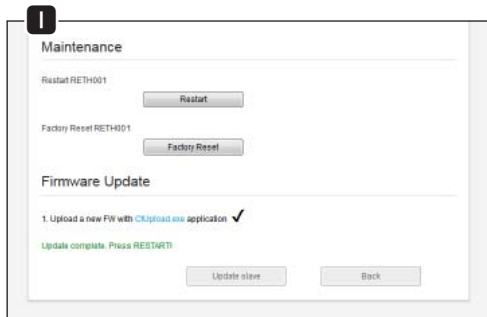 I
Maintenance
Restart RETH001
Restart
Factory Reset RETH001
Factory Reset
Firmware Update
1. Upload a new FW with CfUpload.exe application ✓
Update complete. Press RESTART!
Update slave Back